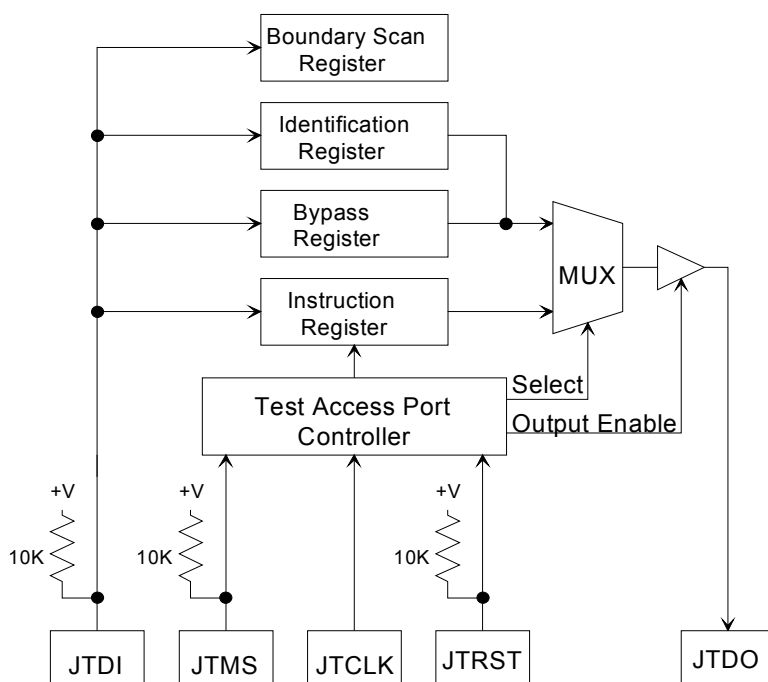 Boundary Scan
Register
Identification
Register
Bypass
Register
MUX
Instruction
Register
Select
Test Access Port
Controller
Output Enable
+V
+V
+V
10K
10K
10K
JTDI
JTMS
JTCLK
JTRST
JTDO